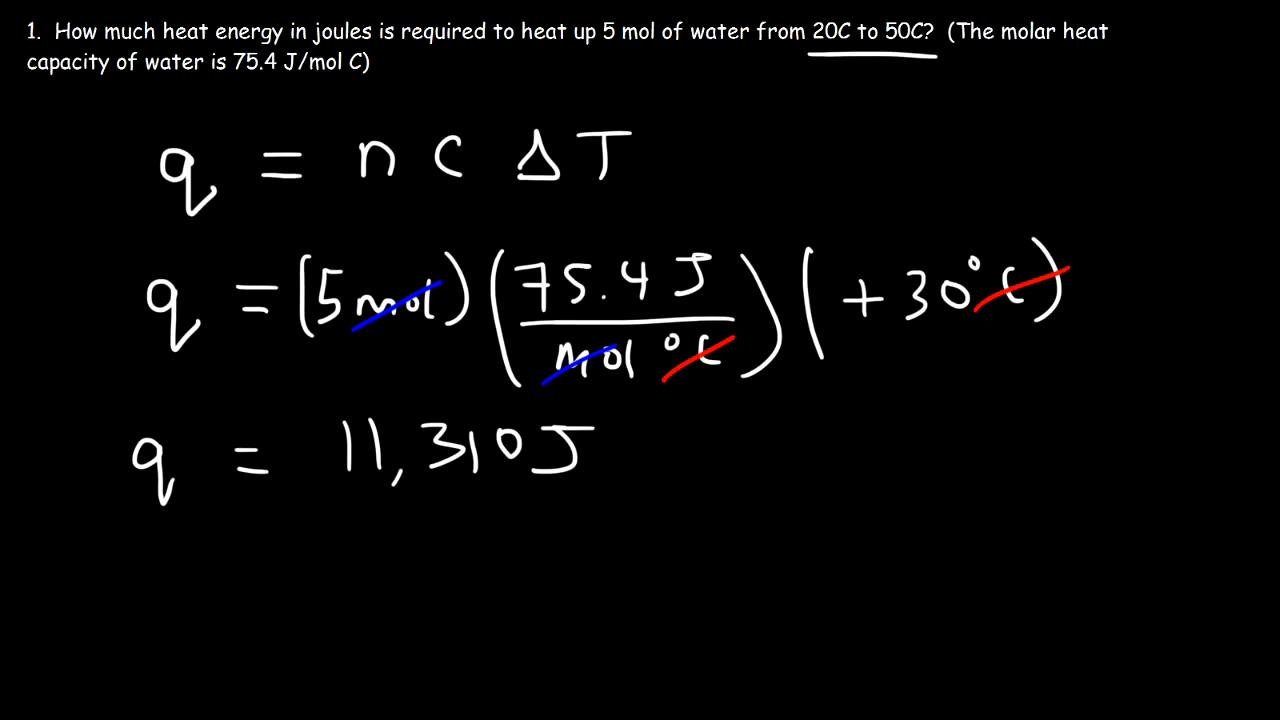 1. How much heat energy in joules is required to heat up 5 mol of water from 20C to 50C? (The molar heat
capacity of water is 75.4 J/mol C)
q = n C Δ T
q = (5 mol) (75.4 J / mol °C) (+30°C)
q = 11,310 J